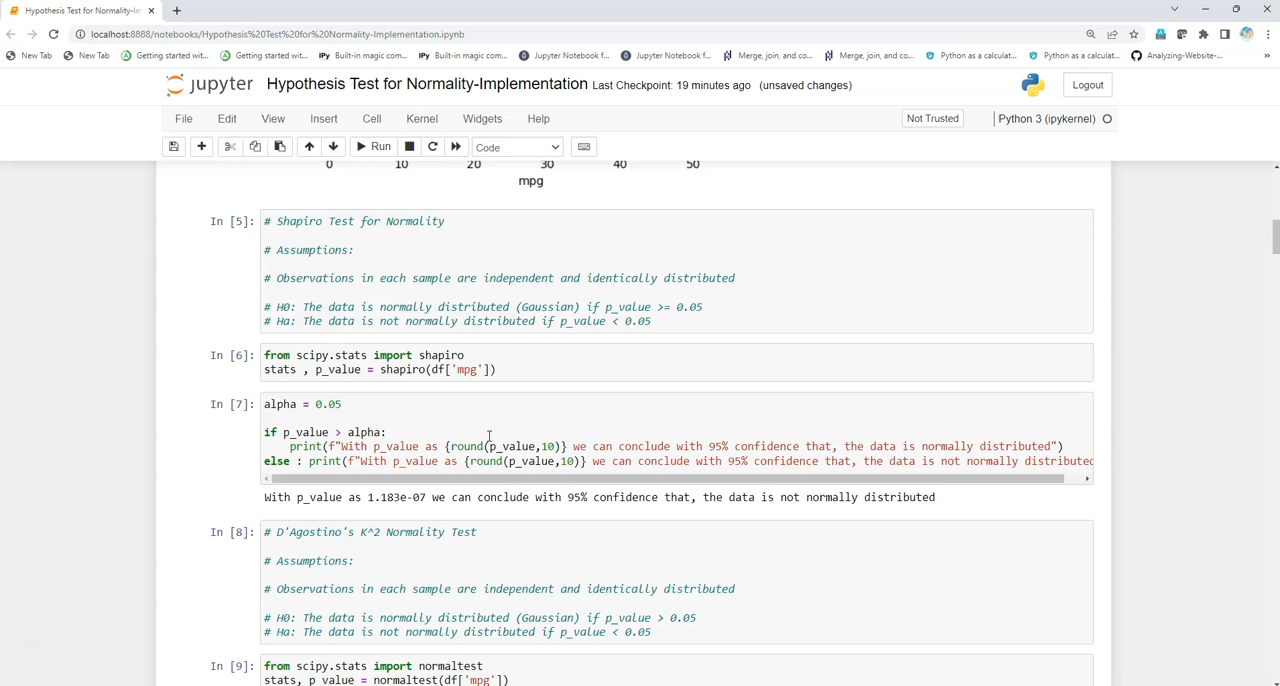 Hypothesis Test for Normality-Im
localhost:8888/notebooks/Hypothesis%20Test%20for%20Normality-Implementation.ipynb
New Tab
New Tab
Getting started wit...
Getting started wit...
IPy Built-in magic com...
IPy Built-in magic com...
Jupyter Notebook f...
Jupyter Notebook f...
Merge, join, and co...
Merge, join, and co...
Python as a calculat...
Python as a calculat...
Analyzing-Website-...
»
jupyter Hypothesis Test for Normality-Implementation Last Checkpoint: 19 minutes ago (unsaved changes)
Logout
File Edit View Insert Cell Kernel Widgets Help
Not Trusted
Python 3 (ipykernel)
Run
Code
0 10 20 30 40 50
mpg
In [5]: # Shapiro Test for Normality
# Assumptions:
# Observations in each sample are independent and identically distributed
# H0: The data is normally distributed (Gaussian) if p_value >= 0.05
# Ha: The data is not normally distributed if p_value < 0.05
In [6]: from scipy.stats import shapiro
stats , p_value = shapiro(df['mpg'])
In [7]: alpha = 0.05
if p_value > alpha:
print(f"With p_value as {round(p_value,10)} we can conclude with 95% confidence that, the data is normally distributed")
else : print(f"With p_value as {round(p_value,10)} we can conclude with 95% confidence that, the data is not normally distributed
With p_value as 1.183e-07 we can conclude with 95% confidence that, the data is not normally distributed
In [8]: # D'Agostino's K^2 Normality Test
# Assumptions:
# Observations in each sample are independent and identically distributed
# H0: The data is normally distributed (Gaussian) if p_value > 0.05
# Ha: The data is not normally distributed if p_value < 0.05
In [9]: from scipy.stats import normaltest
stats, p_value = normaltest(df['mpg'])